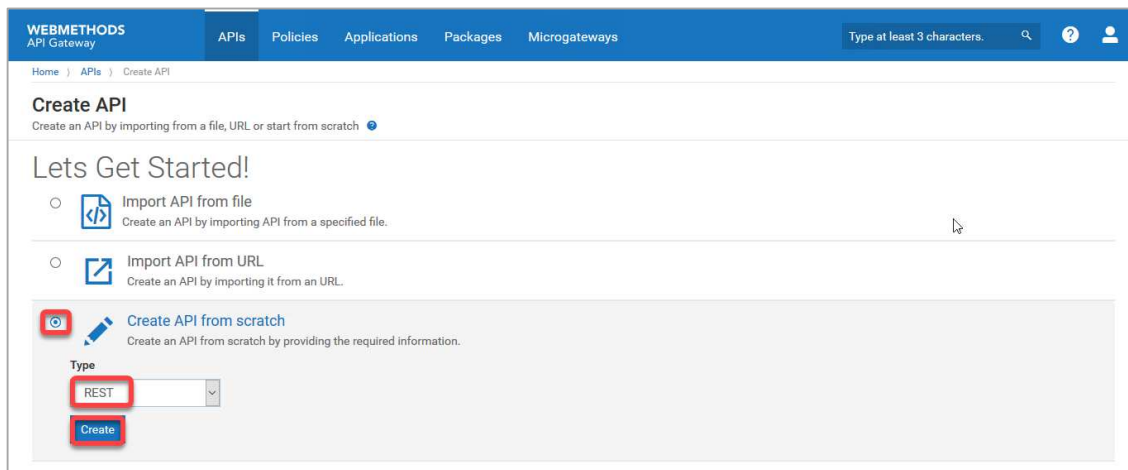 WEBMETHODS
API Gateway
APIs Policies Applications Packages Microgateways
Type at least 3 characters.
Home ⟩ APIs ⟩ Create API
Create API
Create an API by importing from a file, URL or start from scratch
Lets Get Started!
Import API from file
Create an API by importing API from a specified file.
Import API from URL
Create an API by importing it from an URL.
Create API from scratch
Create an API from scratch by providing the required information.
Type
REST
Create